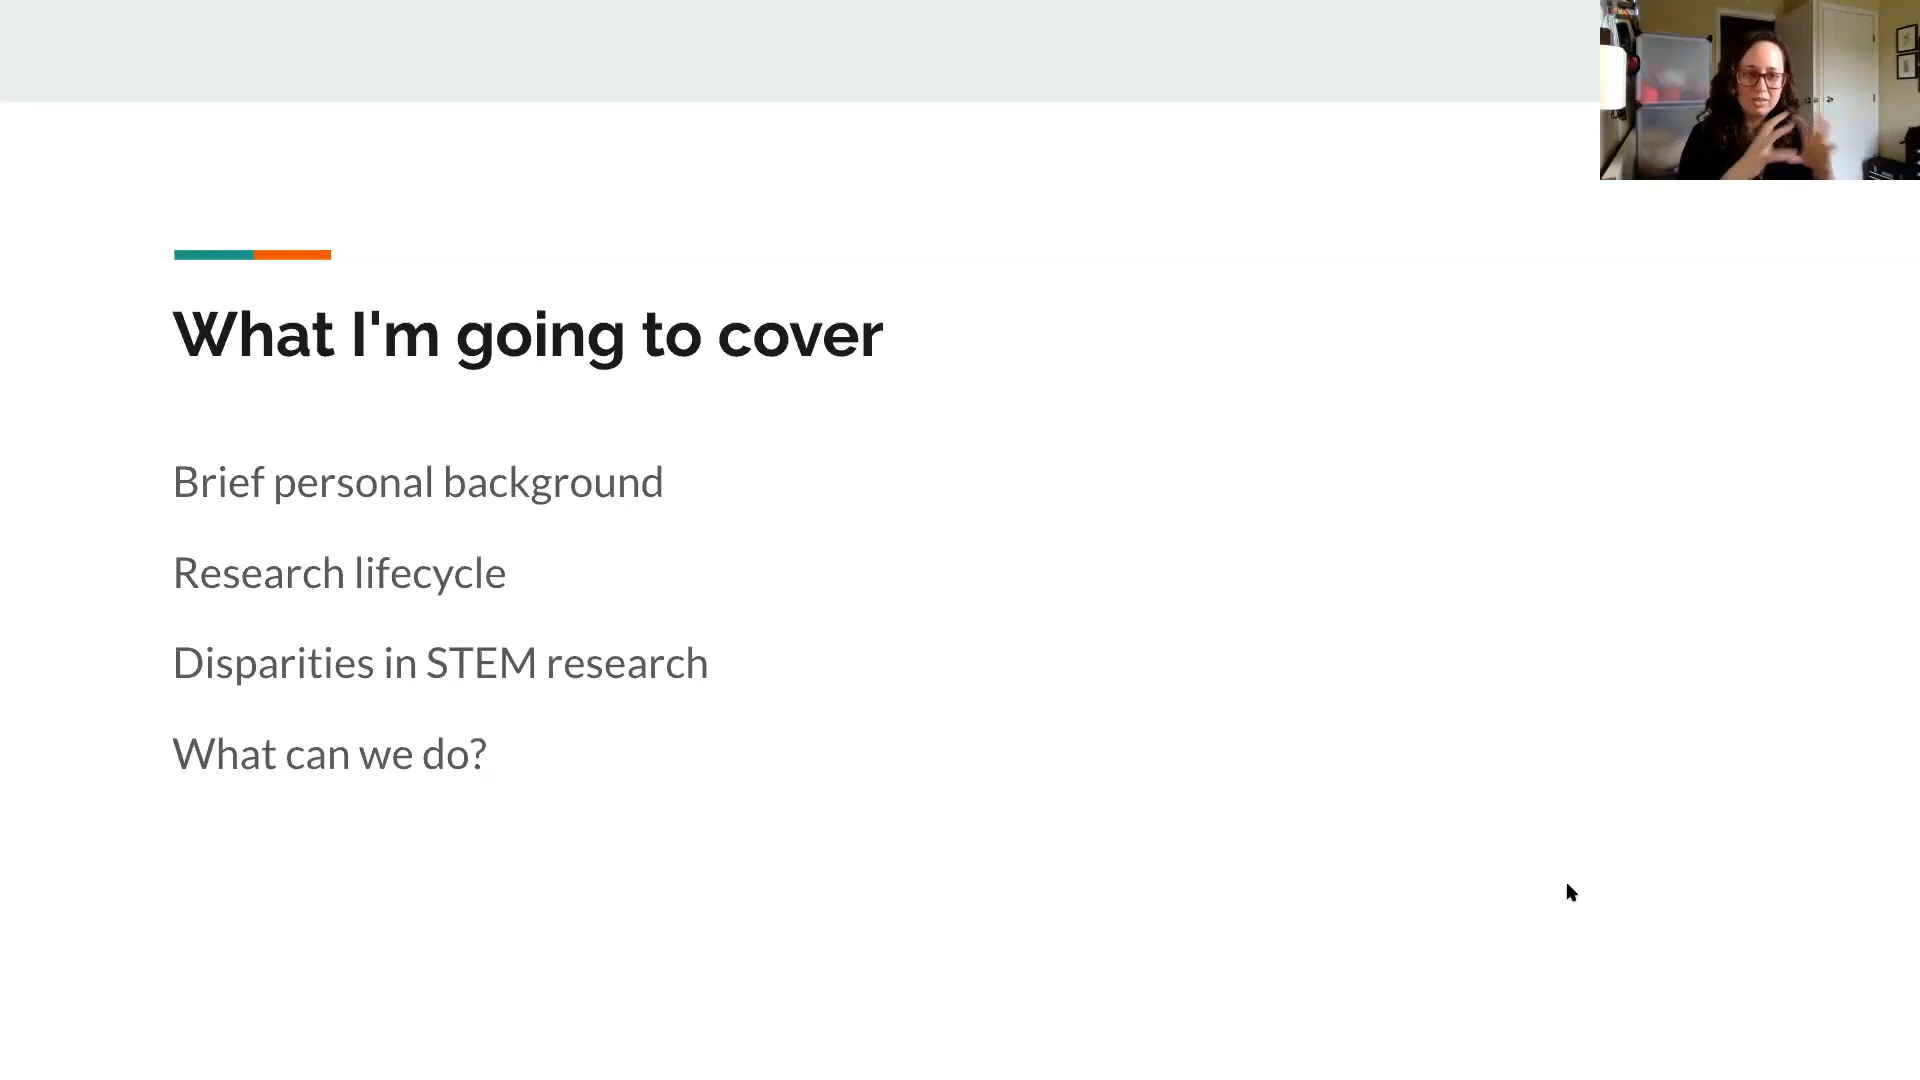 What I'm going to cover
Brief personal background
Research lifecycle
Disparities in STEM research
What can we do?